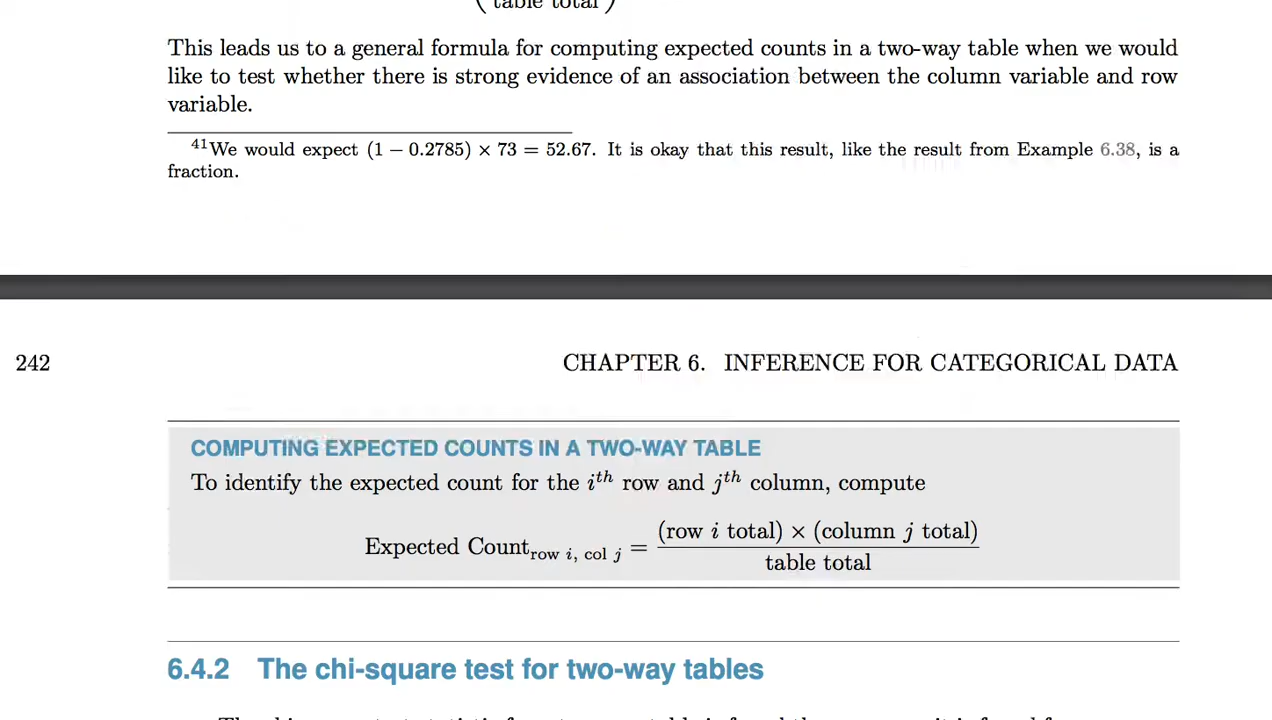 table total
This leads us to a general formula for computing expected counts in a two-way table when we would
like to test whether there is strong evidence of an association between the column variable and row
variable.
41We would expect (1 − 0.2785) × 73 = 52.67. It is okay that this result, like the result from Example 6.38, is a
fraction.
242 CHAPTER 6. INFERENCE FOR CATEGORICAL DATA
COMPUTING EXPECTED COUNTS IN A TWO-WAY TABLE
To identify the expected count for the ith row and jth column, compute
(row i total) × (column j total)
Expected Countrow i, col j =
table total
6.4.2 The chi-square test for two-way tables